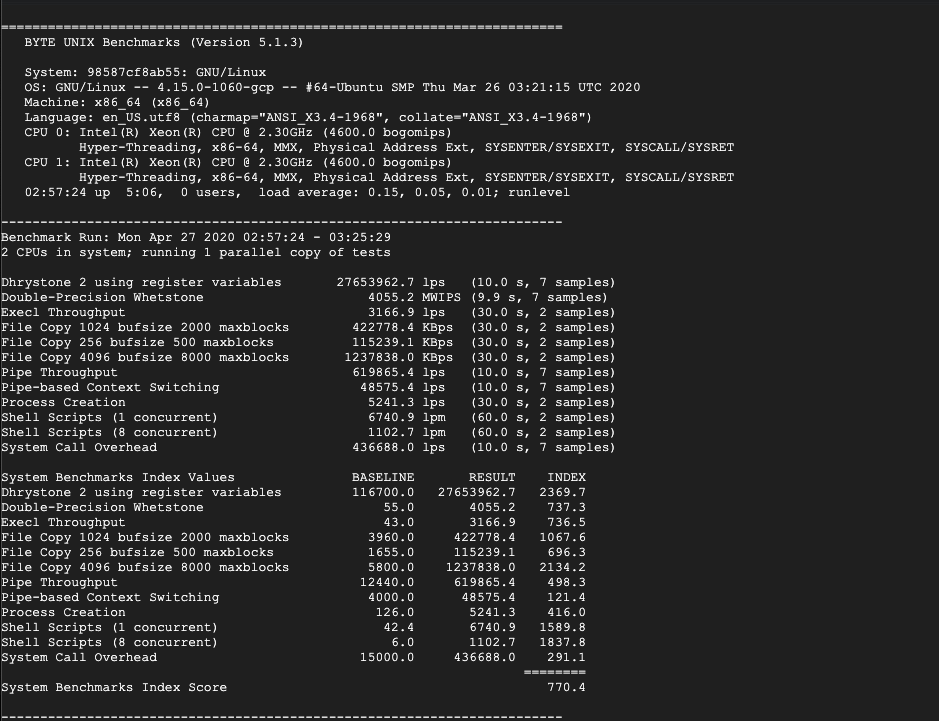 ========================================================================
   BYTE UNIX Benchmarks (Version 5.1.3)

   System: 98587cf8ab55: GNU/Linux
   OS: GNU/Linux -- 4.15.0-1060-gcp -- #64-Ubuntu SMP Thu Mar 26 03:21:15 UTC 2020
   Machine: x86_64 (x86_64)
   Language: en_US.utf8 (charmap="ANSI_X3.4-1968", collate="ANSI_X3.4-1968")
   CPU 0: Intel(R) Xeon(R) CPU @ 2.30GHz (4600.0 bogomips)
          Hyper-Threading, x86-64, MMX, Physical Address Ext, SYSENTER/SYSEXIT, SYSCALL/SYSRET
   CPU 1: Intel(R) Xeon(R) CPU @ 2.30GHz (4600.0 bogomips)
          Hyper-Threading, x86-64, MMX, Physical Address Ext, SYSENTER/SYSEXIT, SYSCALL/SYSRET
   02:57:24 up  5:06,  0 users,  load average: 0.15, 0.05, 0.01; runlevel

------------------------------------------------------------------------
Benchmark Run: Mon Apr 27 2020 02:57:24 - 03:25:29
2 CPUs in system; running 1 parallel copy of tests

Dhrystone 2 using register variables       27653962.7 lps   (10.0 s, 7 samples)
Double-Precision Whetstone                     4055.2 MWIPS (9.9 s, 7 samples)
Execl Throughput                               3166.9 lps   (30.0 s, 2 samples)
File Copy 1024 bufsize 2000 maxblocks        422778.4 KBps  (30.0 s, 2 samples)
File Copy 256 bufsize 500 maxblocks          115239.1 KBps  (30.0 s, 2 samples)
File Copy 4096 bufsize 8000 maxblocks       1237838.0 KBps  (30.0 s, 2 samples)
Pipe Throughput                              619865.4 lps   (10.0 s, 7 samples)
Pipe-based Context Switching                  48575.4 lps   (10.0 s, 7 samples)
Process Creation                               5241.3 lps   (30.0 s, 2 samples)
Shell Scripts (1 concurrent)                   6740.9 lpm   (60.0 s, 2 samples)
Shell Scripts (8 concurrent)                   1102.7 lpm   (60.0 s, 2 samples)
System Call Overhead                         436688.0 lps   (10.0 s, 7 samples)

System Benchmarks Index Values               BASELINE       RESULT    INDEX
Dhrystone 2 using register variables         116700.0   27653962.7   2369.7
Double-Precision Whetstone                       55.0       4055.2    737.3
Execl Throughput                                 43.0       3166.9    736.5
File Copy 1024 bufsize 2000 maxblocks          3960.0     422778.4   1067.6
File Copy 256 bufsize 500 maxblocks            1655.0     115239.1    696.3
File Copy 4096 bufsize 8000 maxblocks          5800.0    1237838.0   2134.2
Pipe Throughput                               12440.0     619865.4    498.3
Pipe-based Context Switching                   4000.0      48575.4    121.4
Process Creation                                126.0       5241.3    416.0
Shell Scripts (1 concurrent)                     42.4       6740.9   1589.8
Shell Scripts (8 concurrent)                      6.0       1102.7   1837.8
System Call Overhead                          15000.0     436688.0    291.1
                                                                   ========
System Benchmarks Index Score                                         770.4

------------------------------------------------------------------------